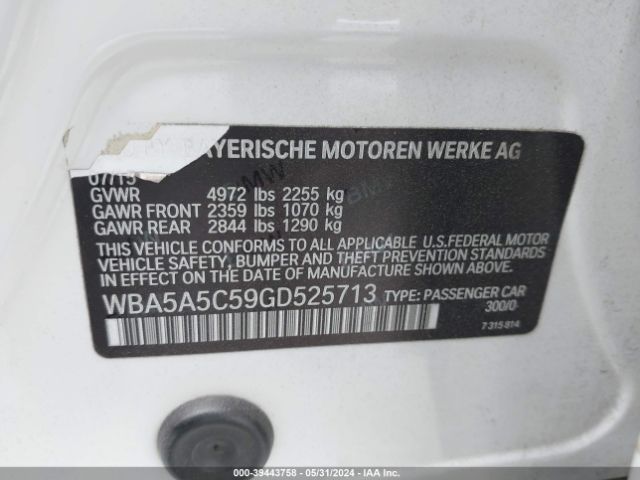 BAYERISCHE MOTOREN WERKE AG
07/15
GVWR 4972 lbs 2255 kg
GAWR FRONT 2359 lbs 1070 kg
GAWR REAR 2844 lbs 1290 kg
THIS VEHICLE CONFORMS TO ALL APPLICABLE U.S.FEDERAL MOTOR
VEHICLE SAFETY, BUMPER AND THEFT PREVENTION STANDARDS
IN EFFECT ON THE DATE OF MANUFACTURE SHOWN ABOVE.
WBA5A5C59GD525713 TYPE: PASSENGER CAR
300/0
7 315 814
000-39443758 - 05/31/2024 - IAA Inc.